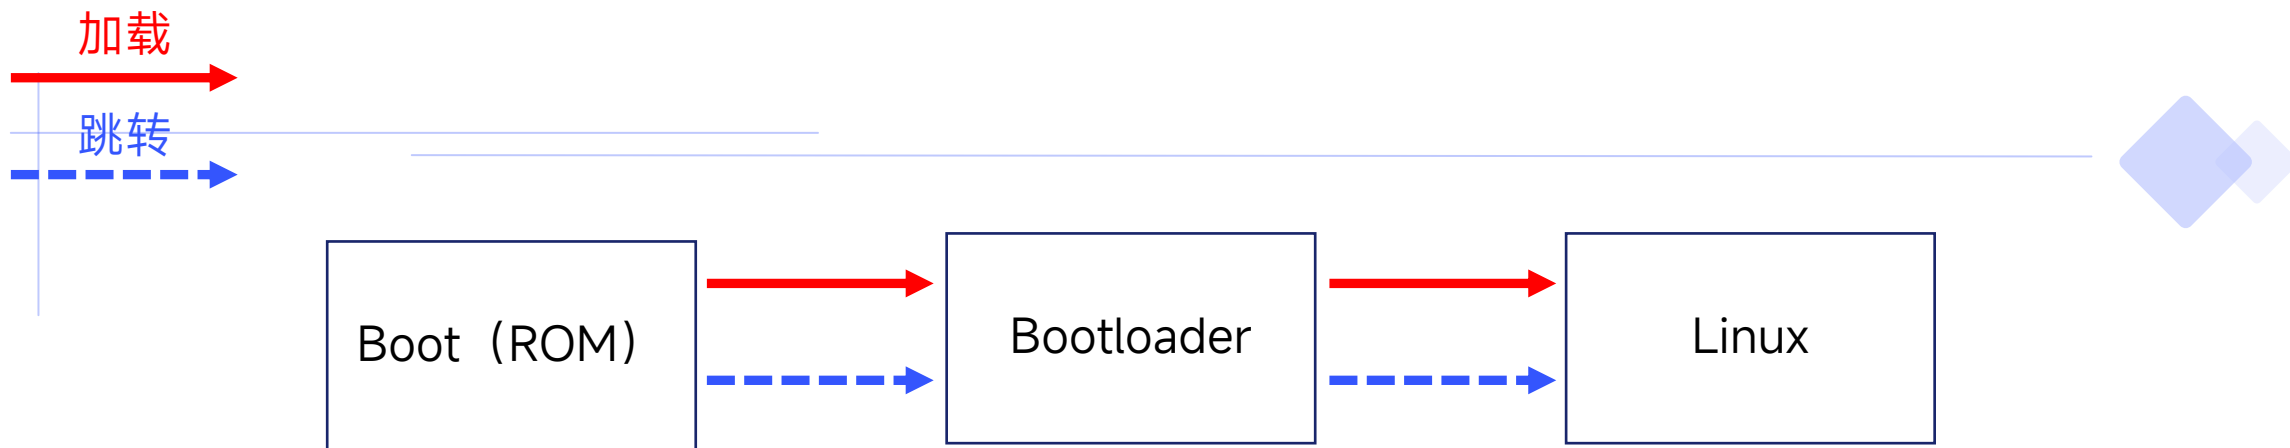 加载
跳转
Boot（ROM）
Bootloader
Linux